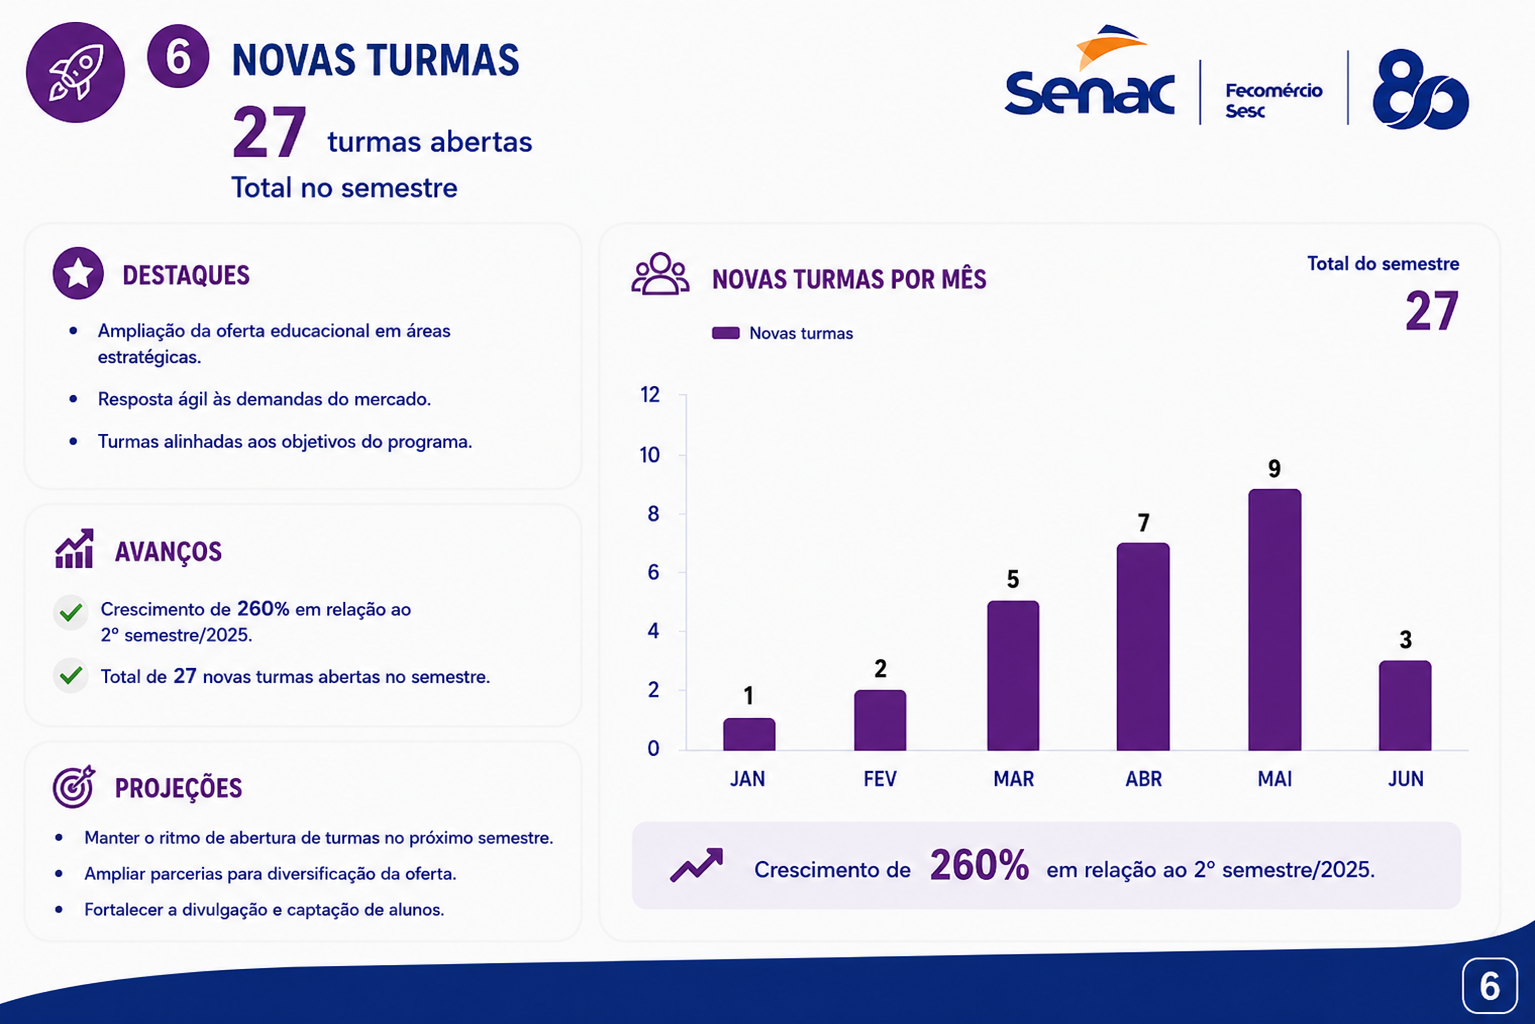 6 NOVAS TURMAS
27 turmas abertas
Total no semestre
Senac
Fecomércio
Sesc
80
DESTAQUES
• Ampliação da oferta educacional em áreas
estratégicas.
• Resposta ágil às demandas do mercado.
• Turmas alinhadas aos objetivos do programa.
AVANÇOS
Crescimento de 260% em relação ao
2º semestre/2025.
Total de 27 novas turmas abertas no semestre.
PROJEÇÕES
• Manter o ritmo de abertura de turmas no próximo semestre.
• Ampliar parcerias para diversificação da oferta.
• Fortalecer a divulgação e captação de alunos.
NOVAS TURMAS POR MÊS
Total do semestre
27
Novas turmas
12
10
8
6
4
2
0
1
2
5
7
9
3
JAN FEV MAR ABR MAI JUN
Crescimento de 260% em relação ao 2º semestre/2025.
6